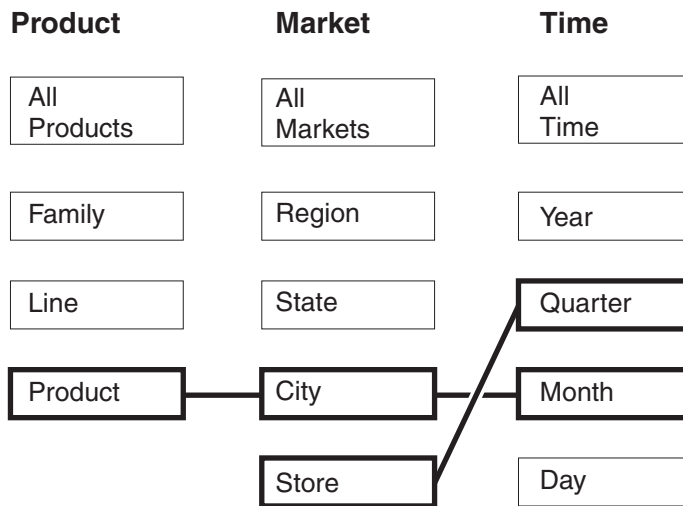 Product
Market
Time
All
Products
All
Markets
All
Time
Family
Region
Year
Line
State
Quarter
Product
City
Month
Store
Day